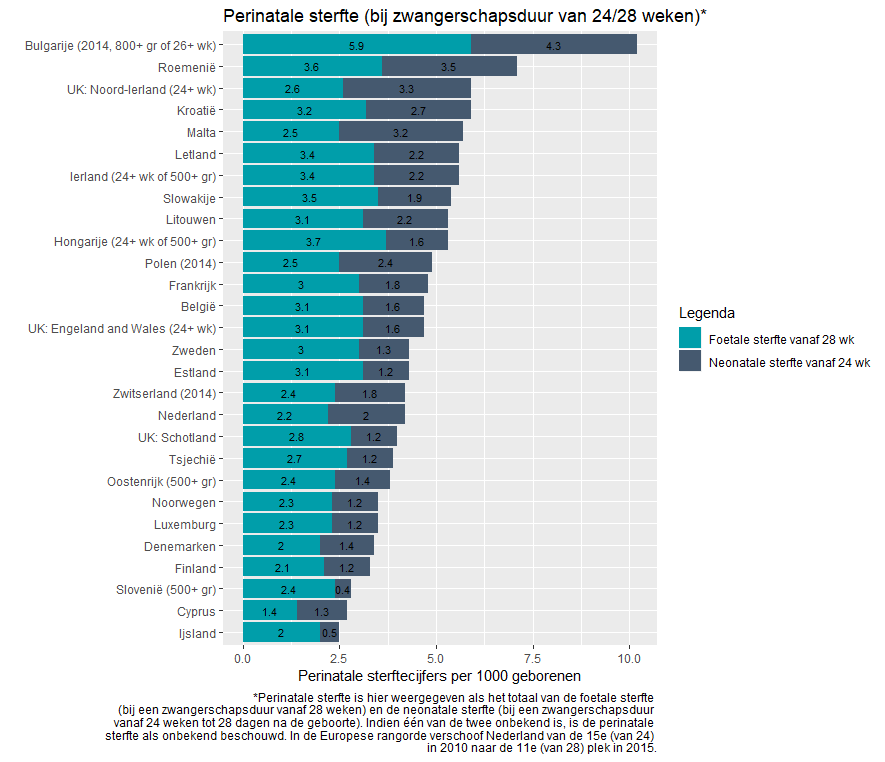 Perinatale sterfte (bij zwangerschapsduur van 24/28 weken)*
Bulgarije (2014, 800+ gr of 26+ wk) 5.9 4.3
Roemenië 3.6 3.5
UK: Noord-Ierland (24+ wk) 2.6 3.3
Kroatië 3.2 2.7
Malta 2.5 3.2
Letland 3.4 2.2
Ierland (24+ wk of 500+ gr) 3.4 2.2
Slowakije 3.5 1.9
Litouwen 3.1 2.2
Hongarije (24+ wk of 500+ gr) 3.7 1.6
Polen (2014) 2.5 2.4
Frankrijk 3 1.8
België 3.1 1.6
UK: Engeland and Wales (24+ wk) 3.1 1.6
Zweden 3 1.3
Estland 3.1 1.2
Zwitserland (2014) 2.4 1.8
Nederland 2.2 2
UK: Schotland 2.8 1.2
Tsjechië 2.7 1.2
Oostenrijk (500+ gr) 2.4 1.4
Noorwegen 2.3 1.2
Luxemburg 2.3 1.2
Denemarken 2 1.4
Finland 2.1 1.2
Slovenië (500+ gr) 2.4 0.4
Cyprus 1.4 1.3
Ijsland 2 0.5
0.0 2.5 5.0 7.5 10.0
Perinatale sterftecijfers per 1000 geborenen
Legenda
Foetale sterfte vanaf 28 wk
Neonatale sterfte vanaf 24 wk
*Perinatale sterfte is hier weergegeven als het totaal van de foetale sterfte
(bij een zwangerschapsduur vanaf 28 weken) en de neonatale sterfte (bij een zwangerschapsduur
vanaf 24 weken tot 28 dagen na de geboorte). Indien één van de twee onbekend is, is de perinatale
sterfte als onbekend beschouwd. In de Europese rangorde verschoof Nederland van de 15e (van 24)
in 2010 naar de 11e (van 28) plek in 2015.